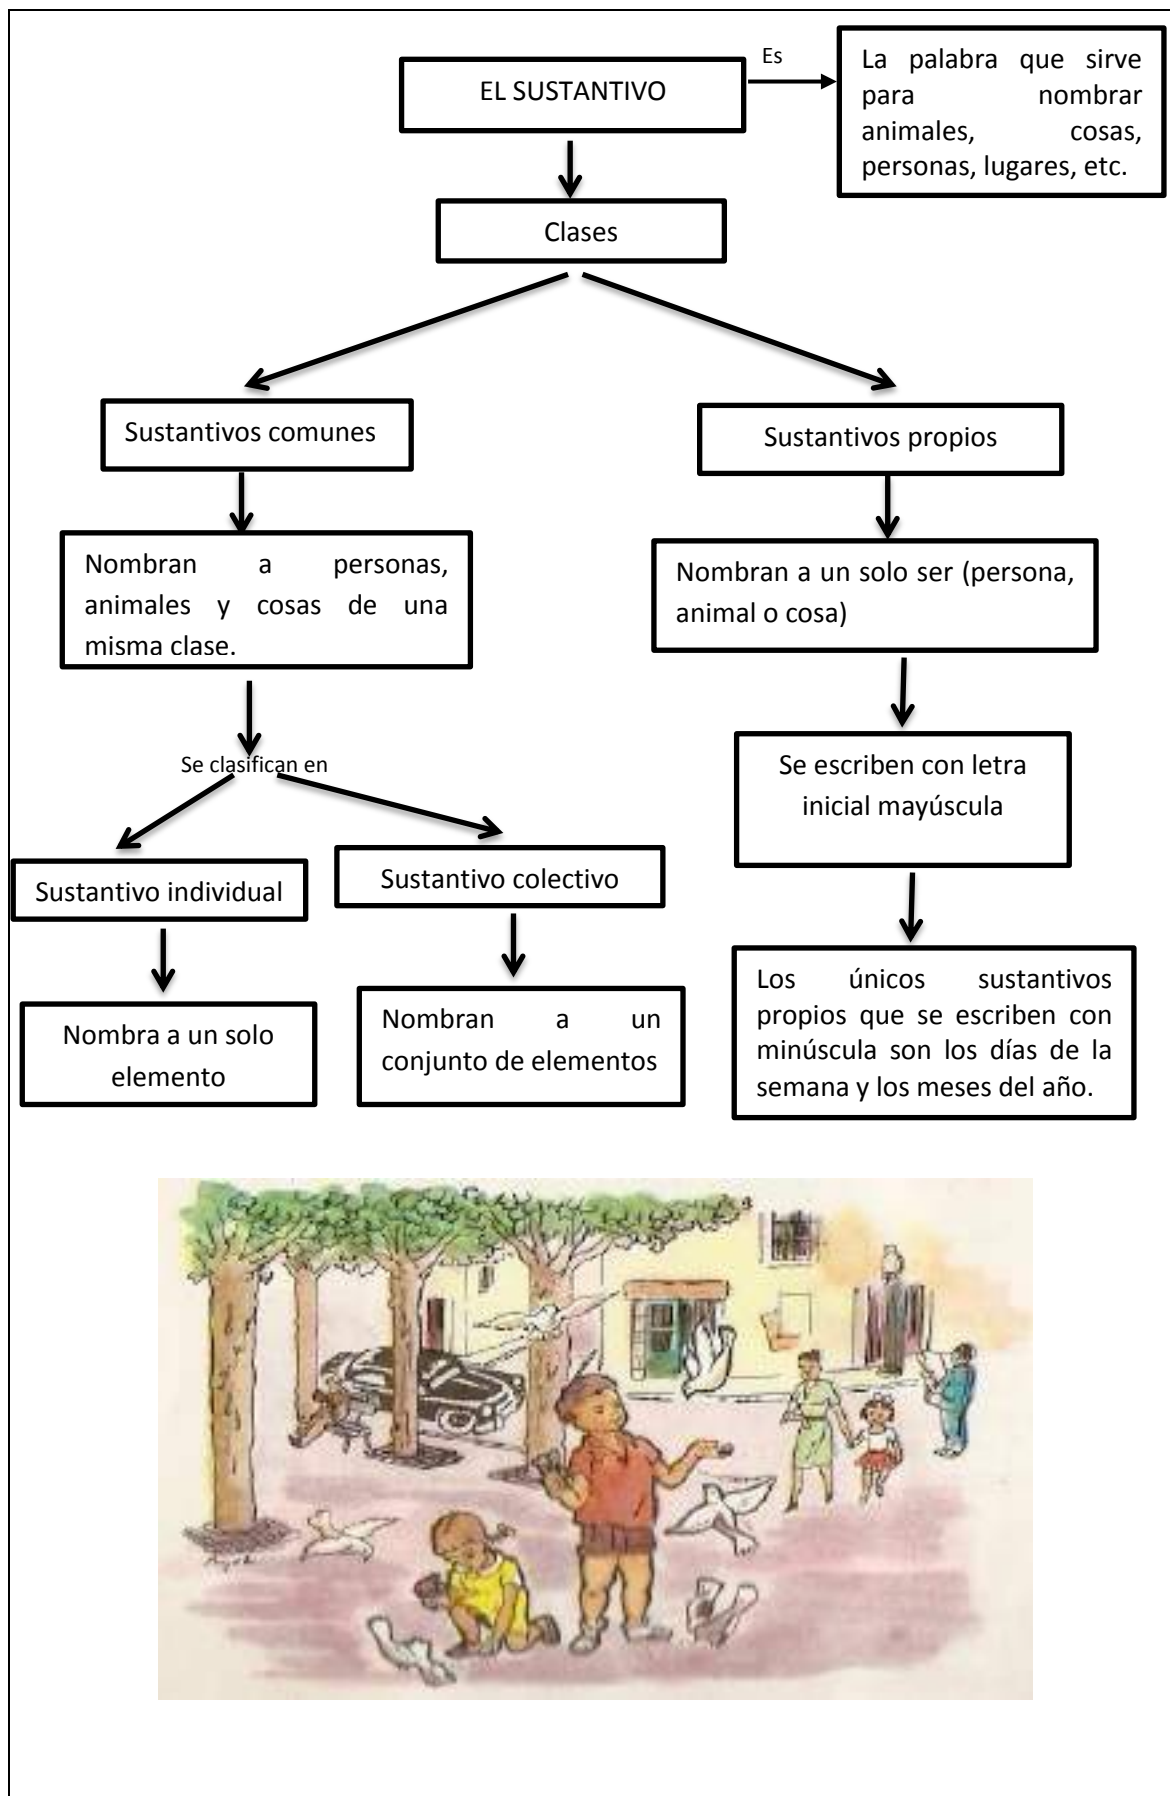 EL SUSTANTIVO
Es
La palabra que sirve
para nombrar
animales, cosas,
personas, lugares, etc.
Clases
Sustantivos comunes
Sustantivos propios
Nombran a personas,
animales y cosas de una
misma clase.
Nombran a un solo ser (persona,
animal o cosa)
Se clasifican en
Se escriben con letra
inicial mayúscula
Sustantivo individual
Sustantivo colectivo
Nombra a un solo
elemento
Nombran a un
conjunto de elementos
Los únicos sustantivos
propios que se escriben con
minúscula son los días de la
semana y los meses del año.